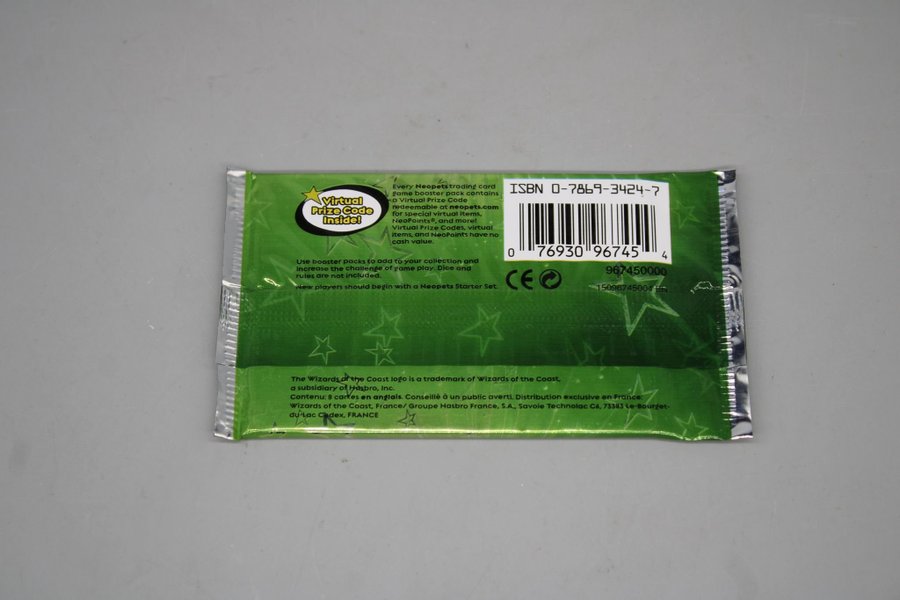 Virtual
Prize Code
Inside!
Every Neopets trading card
game booster pack contains
a Virtual Prize Code
redeemable at neopets.com
for special virtual items,
NeoPoints®, and more!
Virtual Prize Codes, virtual
items, and NeoPoints have no
cash value.
Use booster packs to add to your collection and
increase the challenge of game play. Dice and
rules are not included.
New players should begin with a Neopets Starter Set.
ISBN 0-7869-3424-7
0 76930 96745 4
CE
967450000
The Wizards of the Coast logo is a trademark of Wizards of the Coast,
a subsidiary of Hasbro, Inc.
Contenu: 8 cartes en anglais. Conseillé à un public averti. Distribution exclusive en France:
Wizards of the Coast, France/ Groupe Hasbro France, S.A., Savoie Technolac C6, 73383 Le-Bourget-
du-Lac Cedex, FRANCE